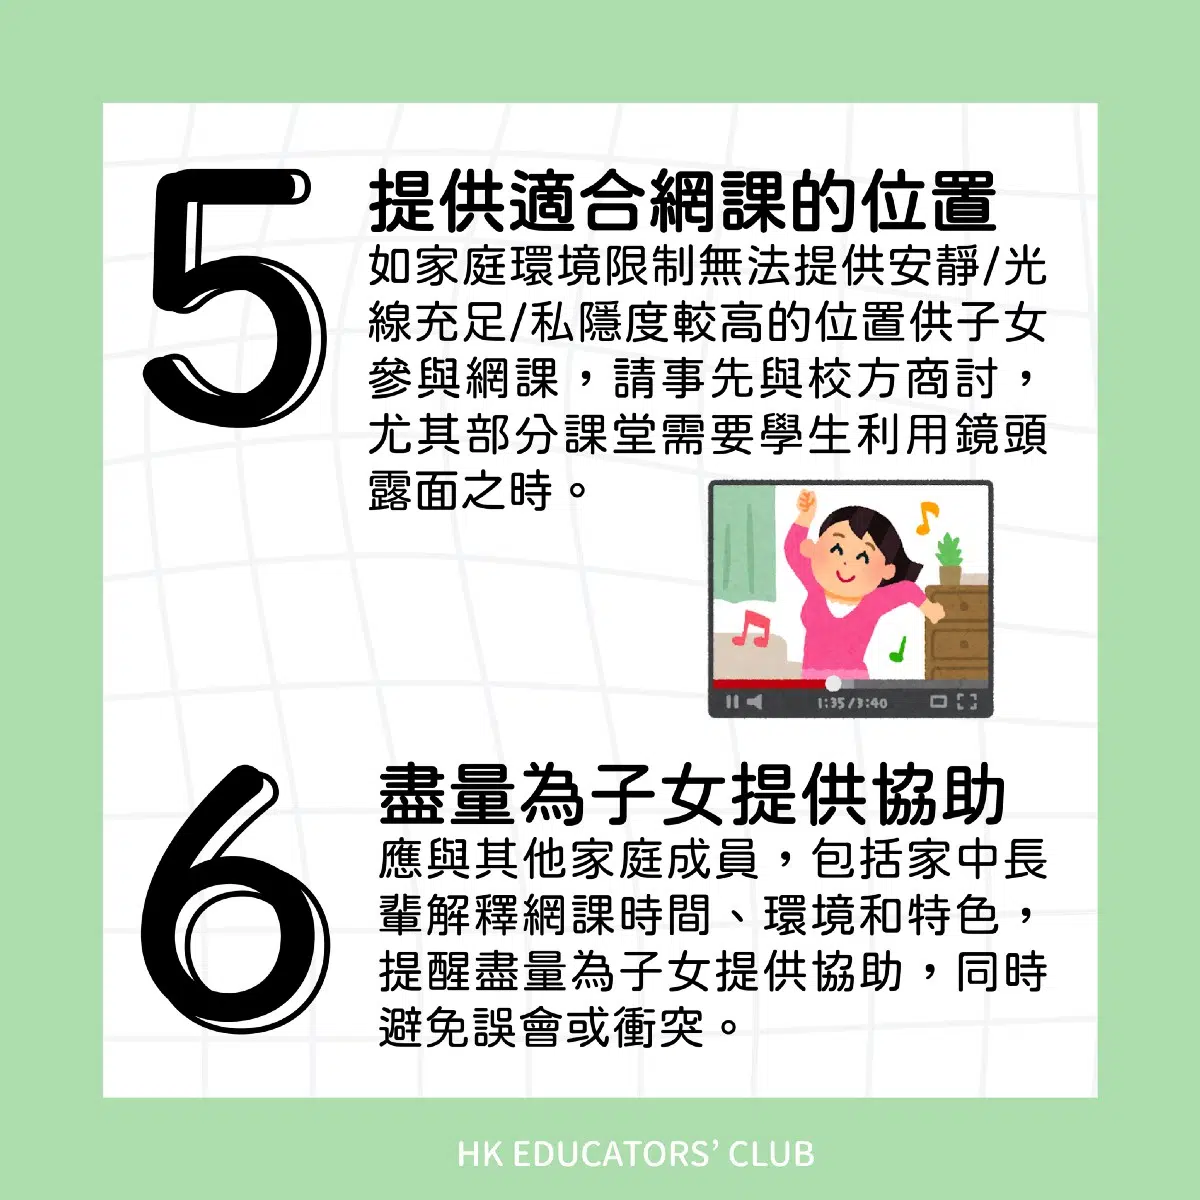 5
提供適合網課的位置
如家庭環境限制無法提供安靜/光
線充足/私隱度較高的位置供子女
參與網課，請事先與校方商討，
尤其部分課堂需要學生利用鏡頭
露面之時。
1:35/3:40
6
盡量為子女提供協助
應與其他家庭成員，包括家中長
輩解釋網課時間、環境和特色，
提醒盡量為子女提供協助，同時
避免誤會或衝突。
HK EDUCATORS’ CLUB